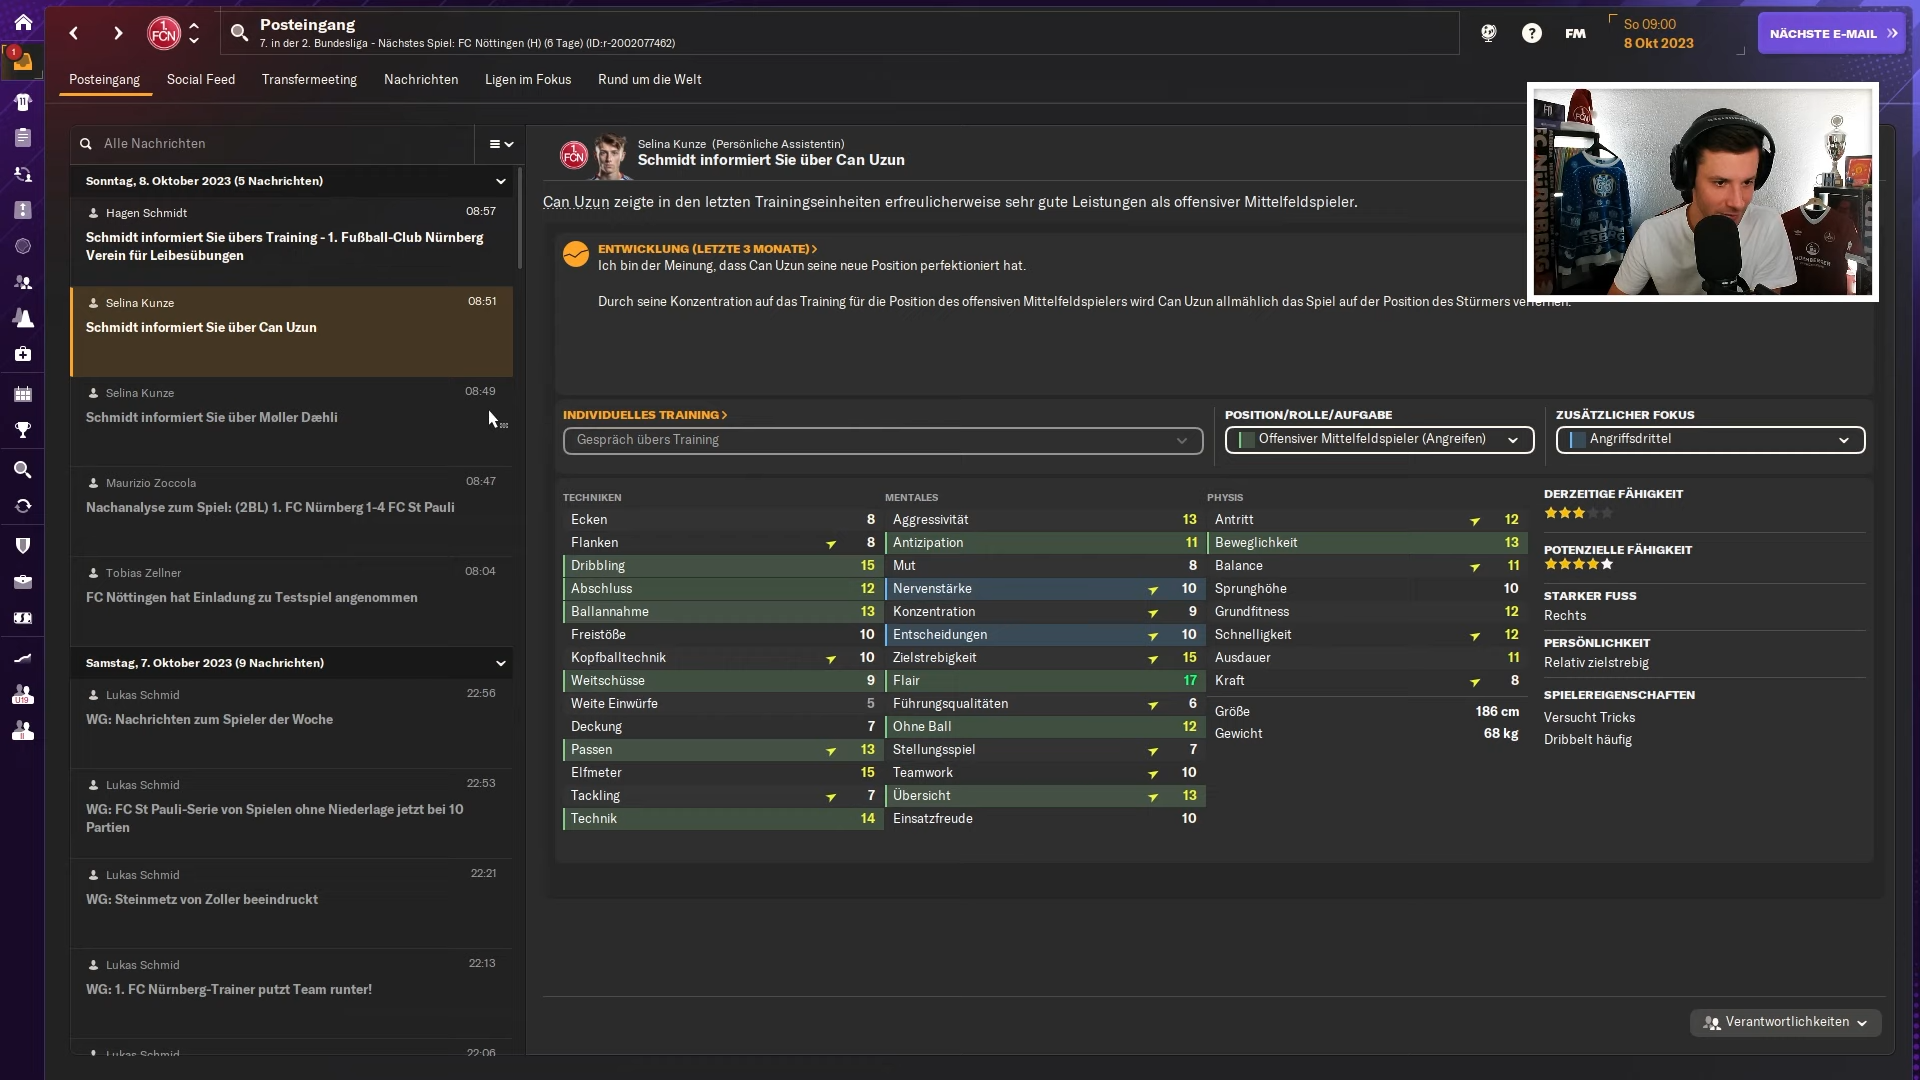 Posteingang
7. in der 2. Bundesliga - Nächstes Spiel: FC Nöttingen (H) (6 Tage) (ID:r-2002077462)
FM
So 09:00
8 Okt 2023
NÄCHSTE E-MAIL
1
Posteingang
Social Feed
Transfermeeting
Nachrichten
Ligen im Fokus
Rund um die Welt
Alle Nachrichten
Sonntag, 8. Oktober 2023 (5 Nachrichten)
Hagen Schmidt 08:57
Schmidt informiert Sie übers Training - 1. Fußball-Club Nürnberg
Verein für Leibesübungen
Selina Kunze 08:51
Schmidt informiert Sie über Can Uzun
Selina Kunze 08:49
Schmidt informiert Sie über Møller Dæhli
Maurizio Zoccola 08:47
Nachanalyse zum Spiel: (2BL) 1. FC Nürnberg 1-4 FC St Pauli
Tobias Zellner 08:04
FC Nöttingen hat Einladung zu Testspiel angenommen
Samstag, 7. Oktober 2023 (9 Nachrichten)
Lukas Schmid 22:56
WG: Nachrichten zum Spieler der Woche
Lukas Schmid 22:53
WG: FC St Pauli-Serie von Spielen ohne Niederlage jetzt bei 10
Partien
Lukas Schmid 22:21
WG: Steinmetz von Zoller beeindruckt
Lukas Schmid 22:13
WG: 1. FC Nürnberg-Trainer putzt Team runter!
Lukas Schmid 22:06
Selina Kunze (Persönliche Assistentin)
Schmidt informiert Sie über Can Uzun
Can Uzun zeigte in den letzten Trainingseinheiten erfreulicherweise sehr gute Leistungen als offensiver Mittelfeldspieler.
ENTWICKLUNG (LETZTE 3 MONATE)
Ich bin der Meinung, dass Can Uzun seine neue Position perfektioniert hat.
Durch seine Konzentration auf das Training für die Position des offensiven Mittelfeldspielers wird Can Uzun allmählich das Spiel auf der Position des Stürmers verlernen.
INDIVIDUELLES TRAINING
Gespräch übers Training
POSITION/ROLLE/AUFGABE
Offensiver Mittelfeldspieler (Angreifen)
ZUSÄTZLICHER FOKUS
Angriffsdrittel
TECHNIKEN
Ecken 8
Flanken 8
Dribbling 15
Abschluss 12
Ballannahme 13
Freistöße 10
Kopfballtechnik 10
Weitschüsse 9
Weite Einwürfe 5
Deckung 7
Passen 13
Elfmeter 15
Tackling 7
Technik 14
MENTALES
Aggressivität 13
Antizipation 11
Mut 8
Nervenstärke 10
Konzentration 9
Entscheidungen 10
Zielstrebigkeit 15
Flair 17
Führungsqualitäten 6
Ohne Ball 12
Stellungsspiel 7
Teamwork 10
Übersicht 13
Einsatzfreude 10
PHYSIS
Antritt 12
Beweglichkeit 13
Balance 11
Sprunghöhe 10
Grundfitness 12
Schnelligkeit 12
Ausdauer 11
Kraft 8
Größe 186 cm
Gewicht 68 kg
DERZEITIGE FÄHIGKEIT
POTENZIELLE FÄHIGKEIT
STARKER FUSS
Rechts
PERSÖNLICHKEIT
Relativ zielstrebig
SPIELEREIGENSCHAFTEN
Versucht Tricks
Dribbelt häufig
Verantwortlichkeiten